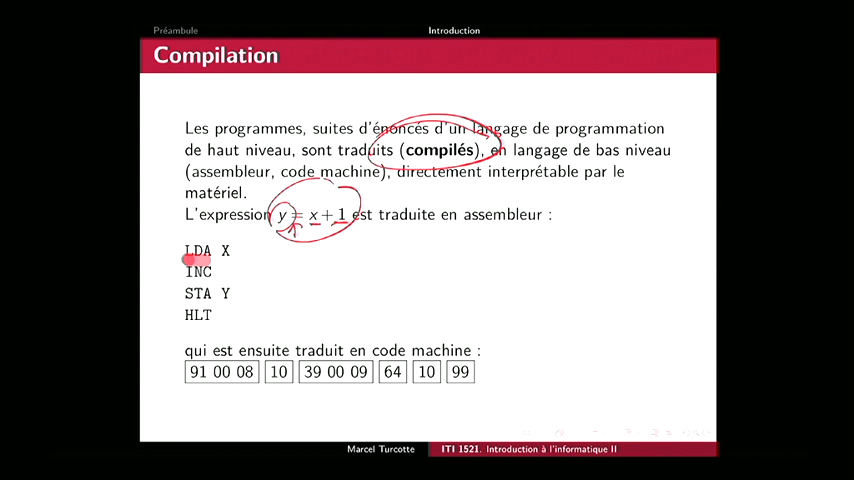 Préambule Introduction
Compilation
Les programmes, suites d'énoncés d'un langage de programmation
de haut niveau, sont traduits (compilés), en langage de bas niveau
(assembleur, code machine), directement interprétable par le
matériel.
L'expression y = x + 1 est traduite en assembleur :
LDA X
INC
STA Y
HLT
qui est ensuite traduit en code machine :
91 00 08 10 39 00 09 64 10 99
Marcel Turcotte ITI 1521. Introduction à l'informatique II